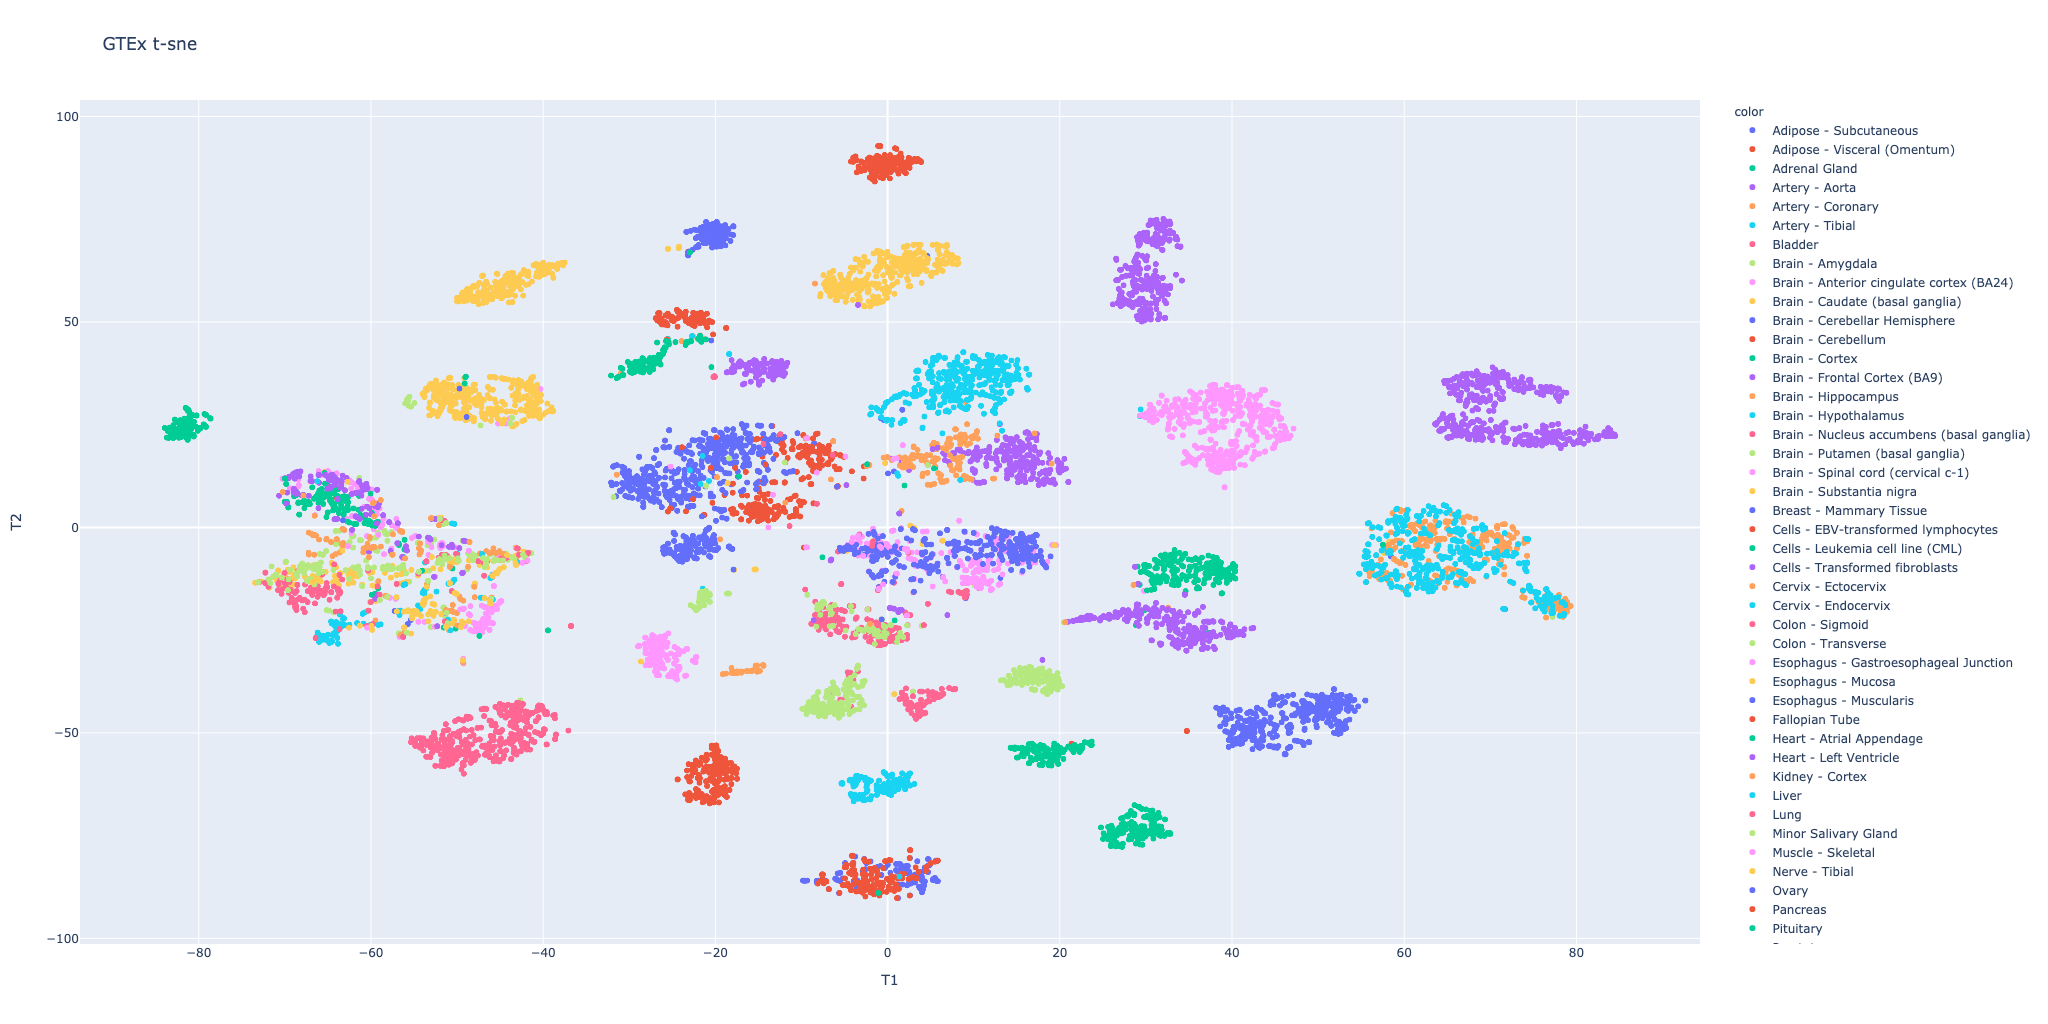 GTEx t-sne
100
50
0
−50
−100
T2
−80
−60
−40
−20
0
20
40
60
80
T1
color
Adipose - Subcutaneous
Adipose - Visceral (Omentum)
Adrenal Gland
Artery - Aorta
Artery - Coronary
Artery - Tibial
Bladder
Brain - Amygdala
Brain - Anterior cingulate cortex (BA24)
Brain - Caudate (basal ganglia)
Brain - Cerebellar Hemisphere
Brain - Cerebellum
Brain - Cortex
Brain - Frontal Cortex (BA9)
Brain - Hippocampus
Brain - Hypothalamus
Brain - Nucleus accumbens (basal ganglia)
Brain - Putamen (basal ganglia)
Brain - Spinal cord (cervical c-1)
Brain - Substantia nigra
Breast - Mammary Tissue
Cells - EBV-transformed lymphocytes
Cells - Leukemia cell line (CML)
Cells - Transformed fibroblasts
Cervix - Ectocervix
Cervix - Endocervix
Colon - Sigmoid
Colon - Transverse
Esophagus - Gastroesophageal Junction
Esophagus - Mucosa
Esophagus - Muscularis
Fallopian Tube
Heart - Atrial Appendage
Heart - Left Ventricle
Kidney - Cortex
Liver
Lung
Minor Salivary Gland
Muscle - Skeletal
Nerve - Tibial
Ovary
Pancreas
Pituitary